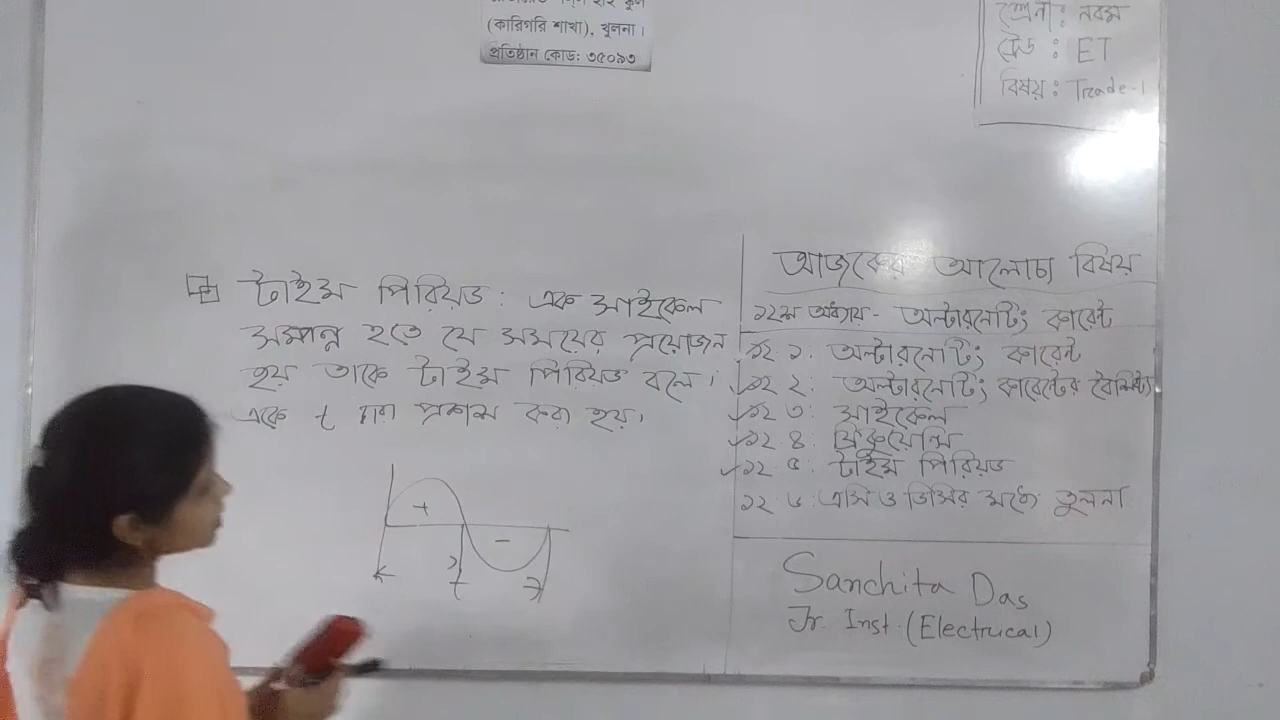 (কারিগরি শাখা), খুলনা।
প্রতিষ্ঠান কোড: ৩৫০৯৩
শ্রেণী: নবম
ট্রেড : ET
বিষয় : Trade-1
টাইম পিরিয়ড : এক সাইকেল
সম্পন্ন হতে যে সময়ের প্রয়োজন
হয় তাকে টাইম পিরিয়ড বলে।
একে t দ্বারা প্রকাশ করা হয়।
+
-
t
আজকের আলোচ্য বিষয়
১২শ অধ্যায় - অল্টারনেটিং কারেন্ট
১২.১. অল্টারনেটিং কারেন্ট
১২.২. অল্টারনেটিং কারেন্টের বৈশিষ্ট্য
১২.৩. সাইকেল
১২.৪. ফ্রিকুয়েন্সি
১২.৫. টাইম পিরিয়ড
১২.৬. এসি ও ডিসির মধ্যে তুলনা
Sanchita Das
Jr. Inst. (Electrical)